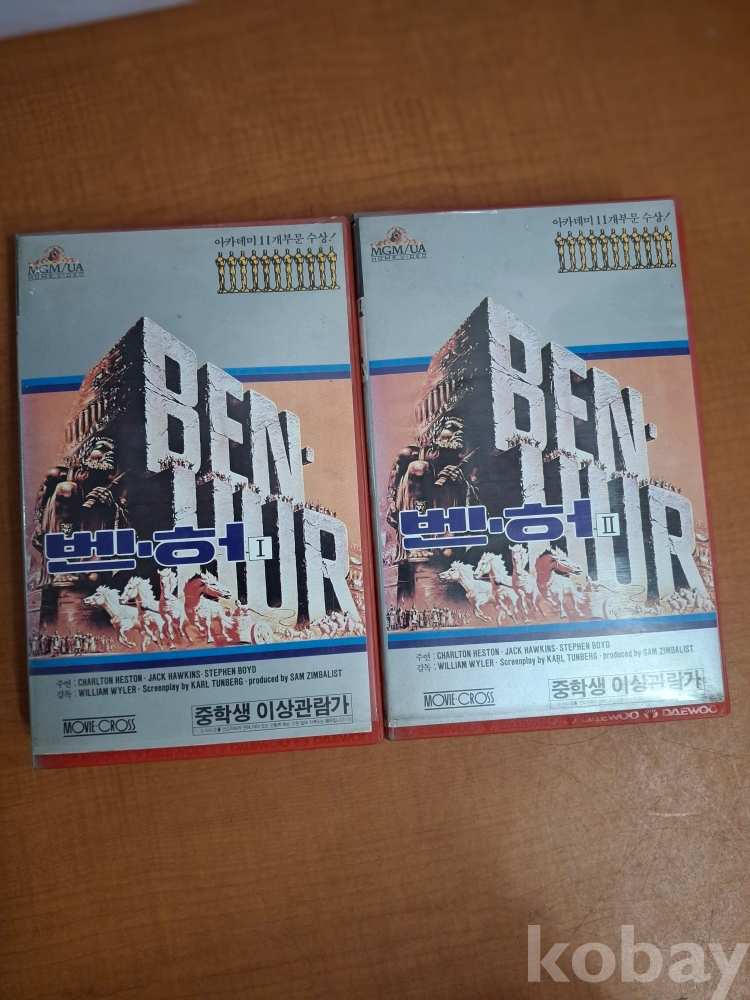 MGM/UA
HOME VIDEO
아카데미 11개부문 수상!
BEN-
HUR
벤·허 I
주연 : CHARLTON HESTON · JACK HAWKINS · STEPHEN BOYD
감독 : WILLIAM WYLER · Screenplay by KARL TUNBERG · produced by SAM ZIMBALIST
MOVIE-CROSS
중학생 이상관람가
MGM/UA
HOME VIDEO
아카데미 11개부문 수상!
BEN-
HUR
벤·허 II
주연 : CHARLTON HESTON · JACK HAWKINS · STEPHEN BOYD
감독 : WILLIAM WYLER · Screenplay by KARL TUNBERG · produced by SAM ZIMBALIST
MOVIE-CROSS
중학생 이상관람가
DAEWOO DAEWOO
kobay